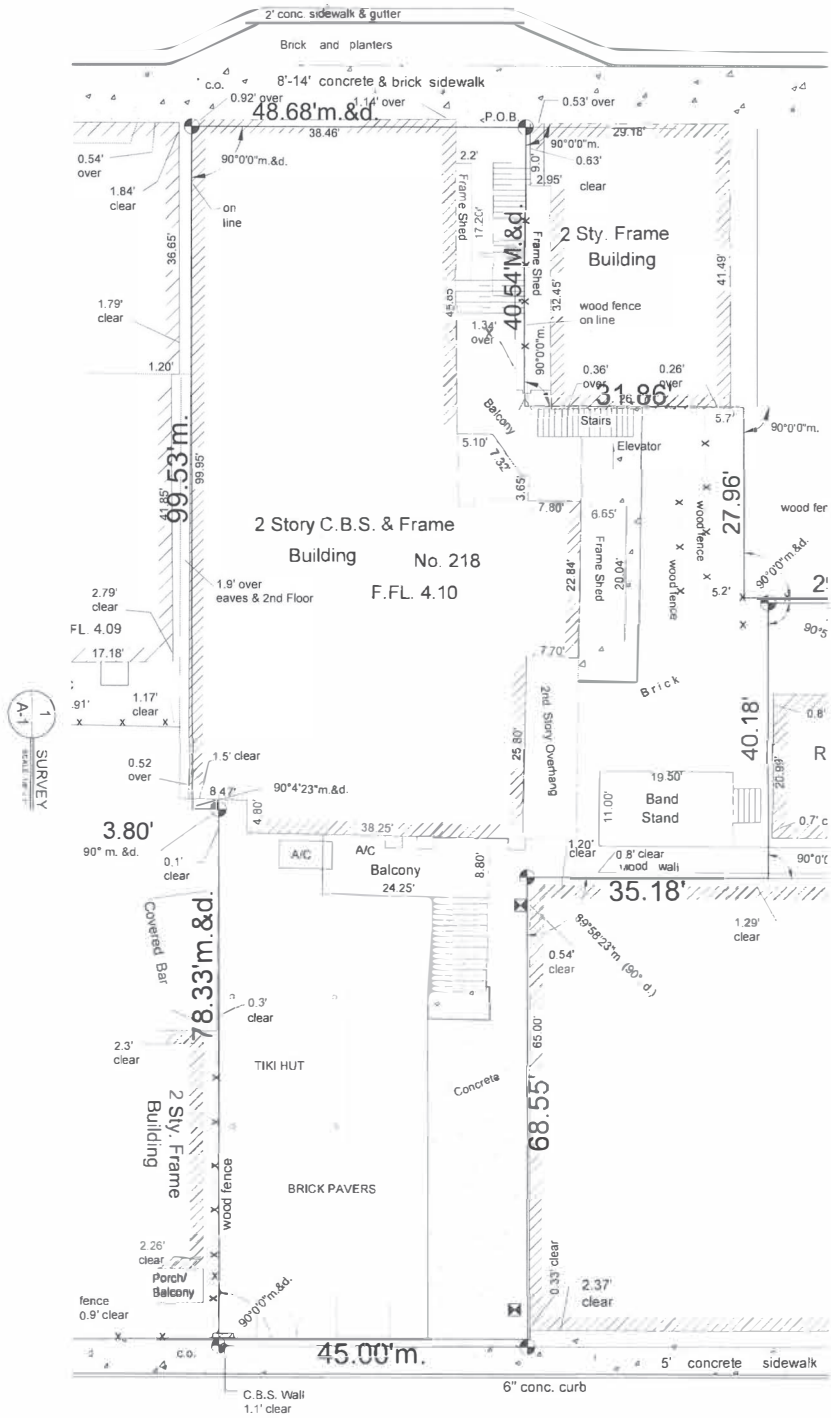 2' conc. sidewalk & gutter
Brick and planters
c.o.
8'-14' concrete & brick sidewalk
0.92' over
1.14' over
48.68'm.&d.
P.O.B.
0.53' over
38.46'
29.18'
90°0'0"m.&d.
90°0'0"m.
0.54'
over
1.84'
clear
on
line
2.2'
9.0'
0.63'
clear
2.95'
Frame Shed
17.20'
40.54'M.&d.
Frame Shed
2 Sty. Frame
Building
36.65'
41.49'
32.45'
wood fence
on line
1.79'
clear
1.34'
over
90°0'0"m.
1.20'
0.36'
over
0.26'
over
31.86'
Balcony
Stairs
5.7'
90°0'0"m.
Elevator
99.53'm.
99.95'
41.85'
5.10'
7.32'
3.65'
7.80'
27.96'
wood fence
wood fence
wood fer
2 Story C.B.S. & Frame
Building
No. 218
F.FL. 4.10
6.65'
Frame Shed
20.04'
22.84'
90°0'0"m.&d.
1.9' over
eaves & 2nd Floor
2.79'
clear
5.2'
2'
FL. 4.09
90°5
17.18'
7.70'
Brick
.91'
1.17'
clear
2nd Story Overhang
25.80'
40.18'
0.8'
R
20.99'
1
A-1
SURVEY
0.52
over
1.5' clear
90°4'23"m.&d.
8.47'
4.80'
19.50'
11.00'
Band
Stand
3.80'
90° m. &d.
38.25'
0.7' c
0.1'
clear
A/C
A/C
Balcony
24.25'
8.80'
1.20'
clear
0.8' clear
wood wall
90°0'0
35.18'
Covered Bar
78.33'm.&d.
89°58'23"m (90° d.)
1.29'
clear
0.54'
clear
0.3'
clear
2.3'
clear
65.00'
TIKI HUT
Concrete
68.55'
2 Sty. Frame
Building
BRICK PAVERS
wood fence
2.26'
clear
Porch/
Balcony
0.33' clear
2.37'
clear
fence
0.9' clear
90°0'0"m.&d.
c.o.
45.00'm.
5' concrete sidewalk
6" conc. curb
C.B.S. Wall
1.1' clear